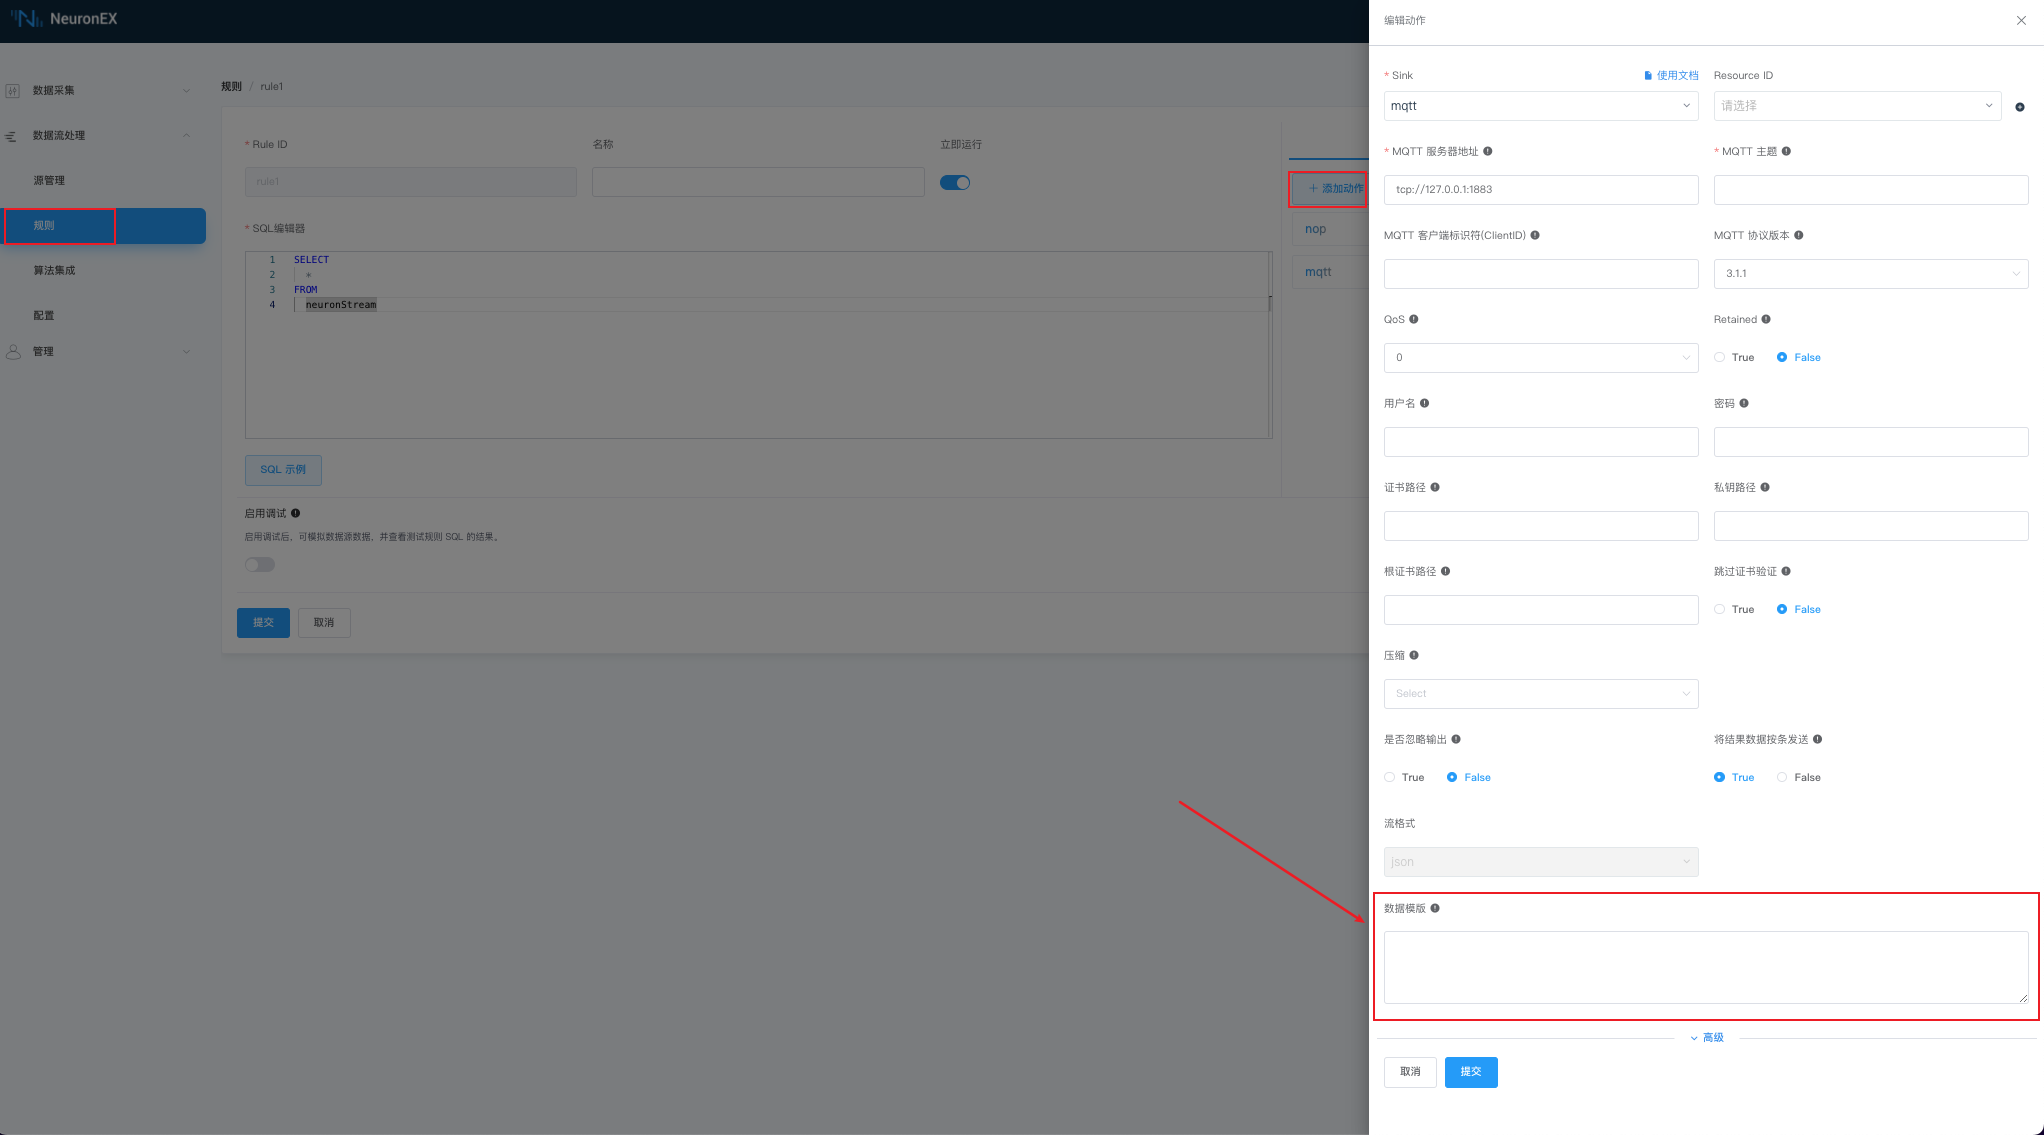 NeuronEX
数据采集
数据流处理
源管理
规则
算法集成
配置
管理
规则 / rule1
* Rule ID
名称
立即运行
rule1
* SQL编辑器
1 SELECT
2 *
3 FROM
4 neuronStream
SQL 示例
启用调试
启用调试后，可模拟数据源数据，并查看测试规则 SQL 的结果。
提交
取消
+ 添加动作
nop
mqtt
编辑动作
* Sink
使用文档
Resource ID
mqtt
请选择
* MQTT 服务器地址
* MQTT 主题
tcp://127.0.0.1:1883
MQTT 客户端标识符(ClientID)
MQTT 协议版本
3.1.1
QoS
Retained
0
True
False
用户名
密码
证书路径
私钥路径
根证书路径
跳过证书验证
True
False
压缩
Select
是否忽略输出
将结果数据按条发送
True
False
True
False
流格式
json
数据模版
高级
取消
提交